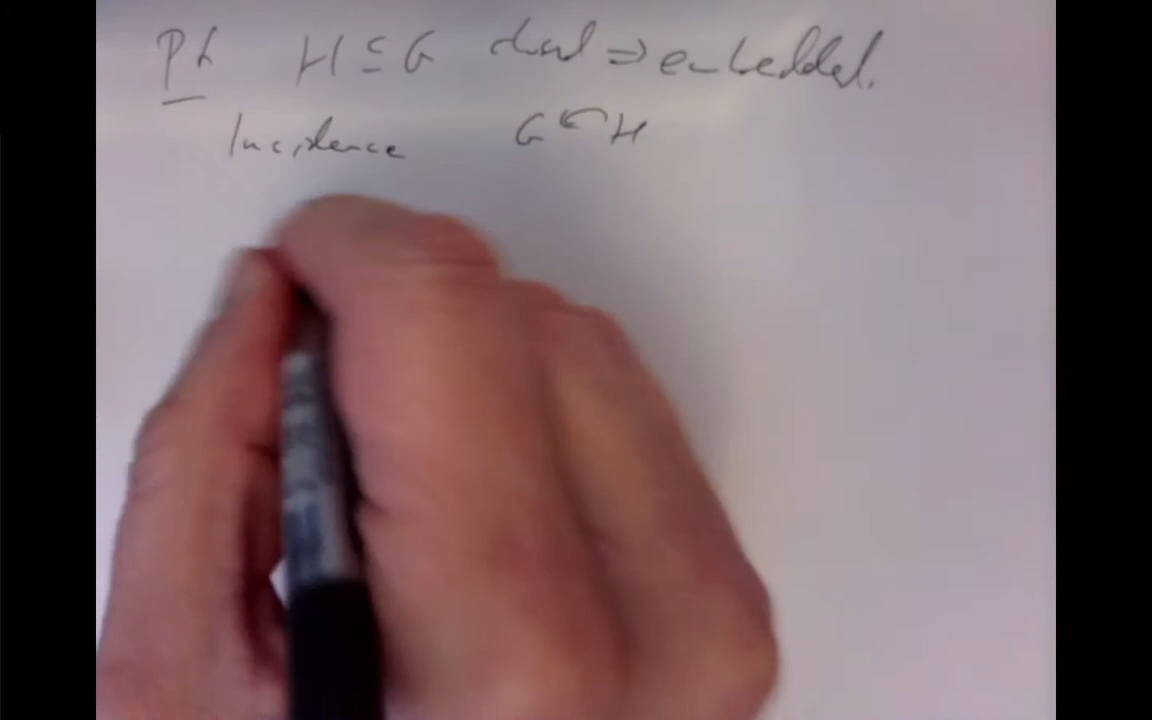 Pf H ⊆ G closed ⇒ embedded.
Incidence G ↩ H